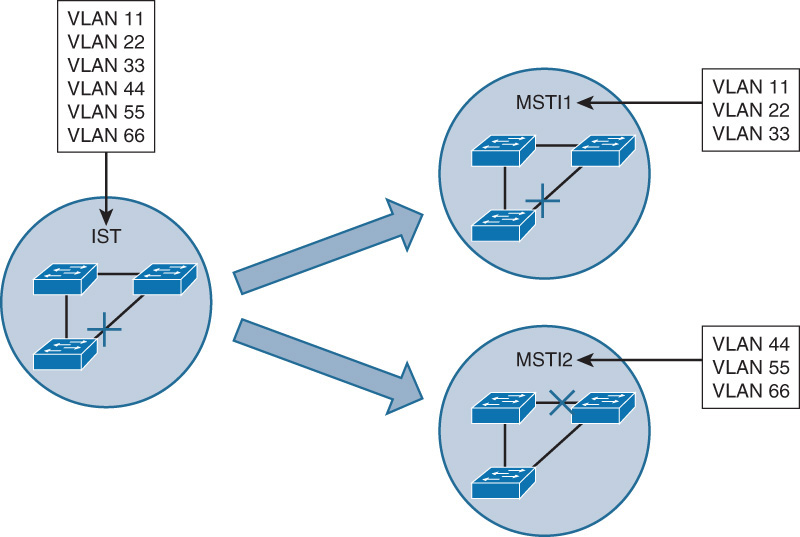 VLAN 11
VLAN 22
VLAN 33
VLAN 44
VLAN 55
VLAN 66
IST
MSTI1
VLAN 11
VLAN 22
VLAN 33
MSTI2
VLAN 44
VLAN 55
VLAN 66